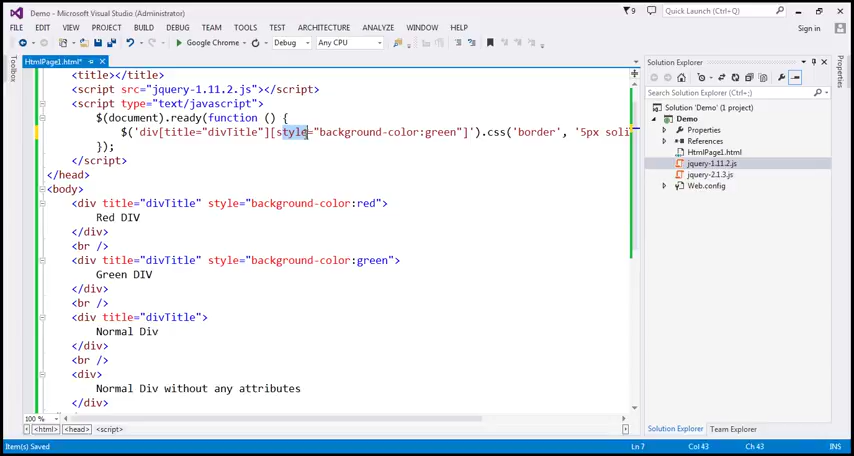 Demo - Microsoft Visual Studio (Administrator)
9
Quick Launch (Ctrl+Q)
FILE EDIT VIEW PROJECT BUILD DEBUG TEAM TOOLS TEST ARCHITECTURE ANALYZE WINDOW HELP
Sign in
Google Chrome Debug Any CPU
Toolbox
HtmlPage1.html*
<title></title>
<script src="jquery-1.11.2.js"></script>
<script type="text/javascript">
$(document).ready(function () {
$('div[title="divTitle"][style="background-color:green"]').css('border', '5px soli
});
</script>
</head>
<body>
<div title="divTitle" style="background-color:red">
Red DIV
</div>
<br />
<div title="divTitle" style="background-color:green">
Green DIV
</div>
<br />
<div title="divTitle">
Normal Div
</div>
<br />
<div>
Normal Div without any attributes
</div>
100 %
<html> <head> <script>
Solution Explorer
Search Solution Explorer (Ctrl+;)
Solution 'Demo' (1 project)
Demo
Properties
References
HtmlPage1.html
jquery-1.11.2.js
jquery-2.1.3.js
Web.config
Solution Explorer Team Explorer
Properties
Item(s) Saved Ln 7 Col 43 Ch 43 INS